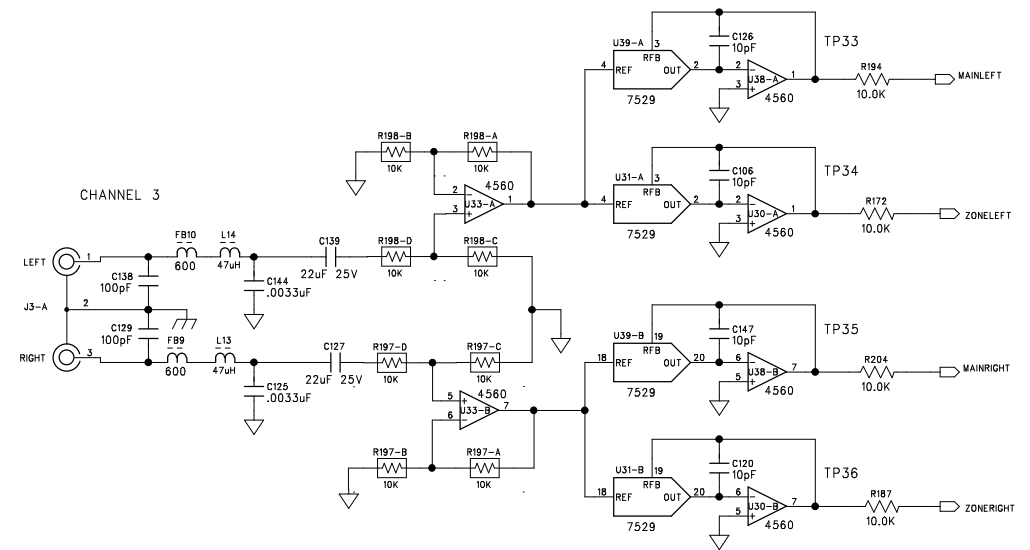 U39-A
3
RFB
4
REF
OUT
2
7529
C126
10pF
2
3
U38-A
1
4560
TP33
R194
10.0K
MAINLEFT
R198-B
10K
R198-A
10K
4560
2
3
U33-A
1
U31-A
3
RFB
4
REF
OUT
2
7529
C106
10pF
2
3
U30-A
1
4560
TP34
R172
10.0K
ZONELEFT
CHANNEL 3
LEFT
1
FB10
600
L14
47uH
C139
22uF 25V
R198-D
10K
R198-C
10K
C138
100pF
C144
.0033uF
J3-A
2
C129
100pF
RIGHT
3
FB9
600
L13
47uH
C127
22uF 25V
R197-D
10K
R197-C
10K
C125
.0033uF
4560
5
6
U33-B
7
R197-B
10K
R197-A
10K
U39-B
19
RFB
18
REF
OUT
20
7529
C147
10pF
6
5
U38-B
7
4560
TP35
R204
10.0K
MAINRIGHT
U31-B
19
RFB
18
REF
OUT
20
7529
C120
10pF
6
5
U30-B
7
4560
TP36
R187
10.0K
ZONERIGHT